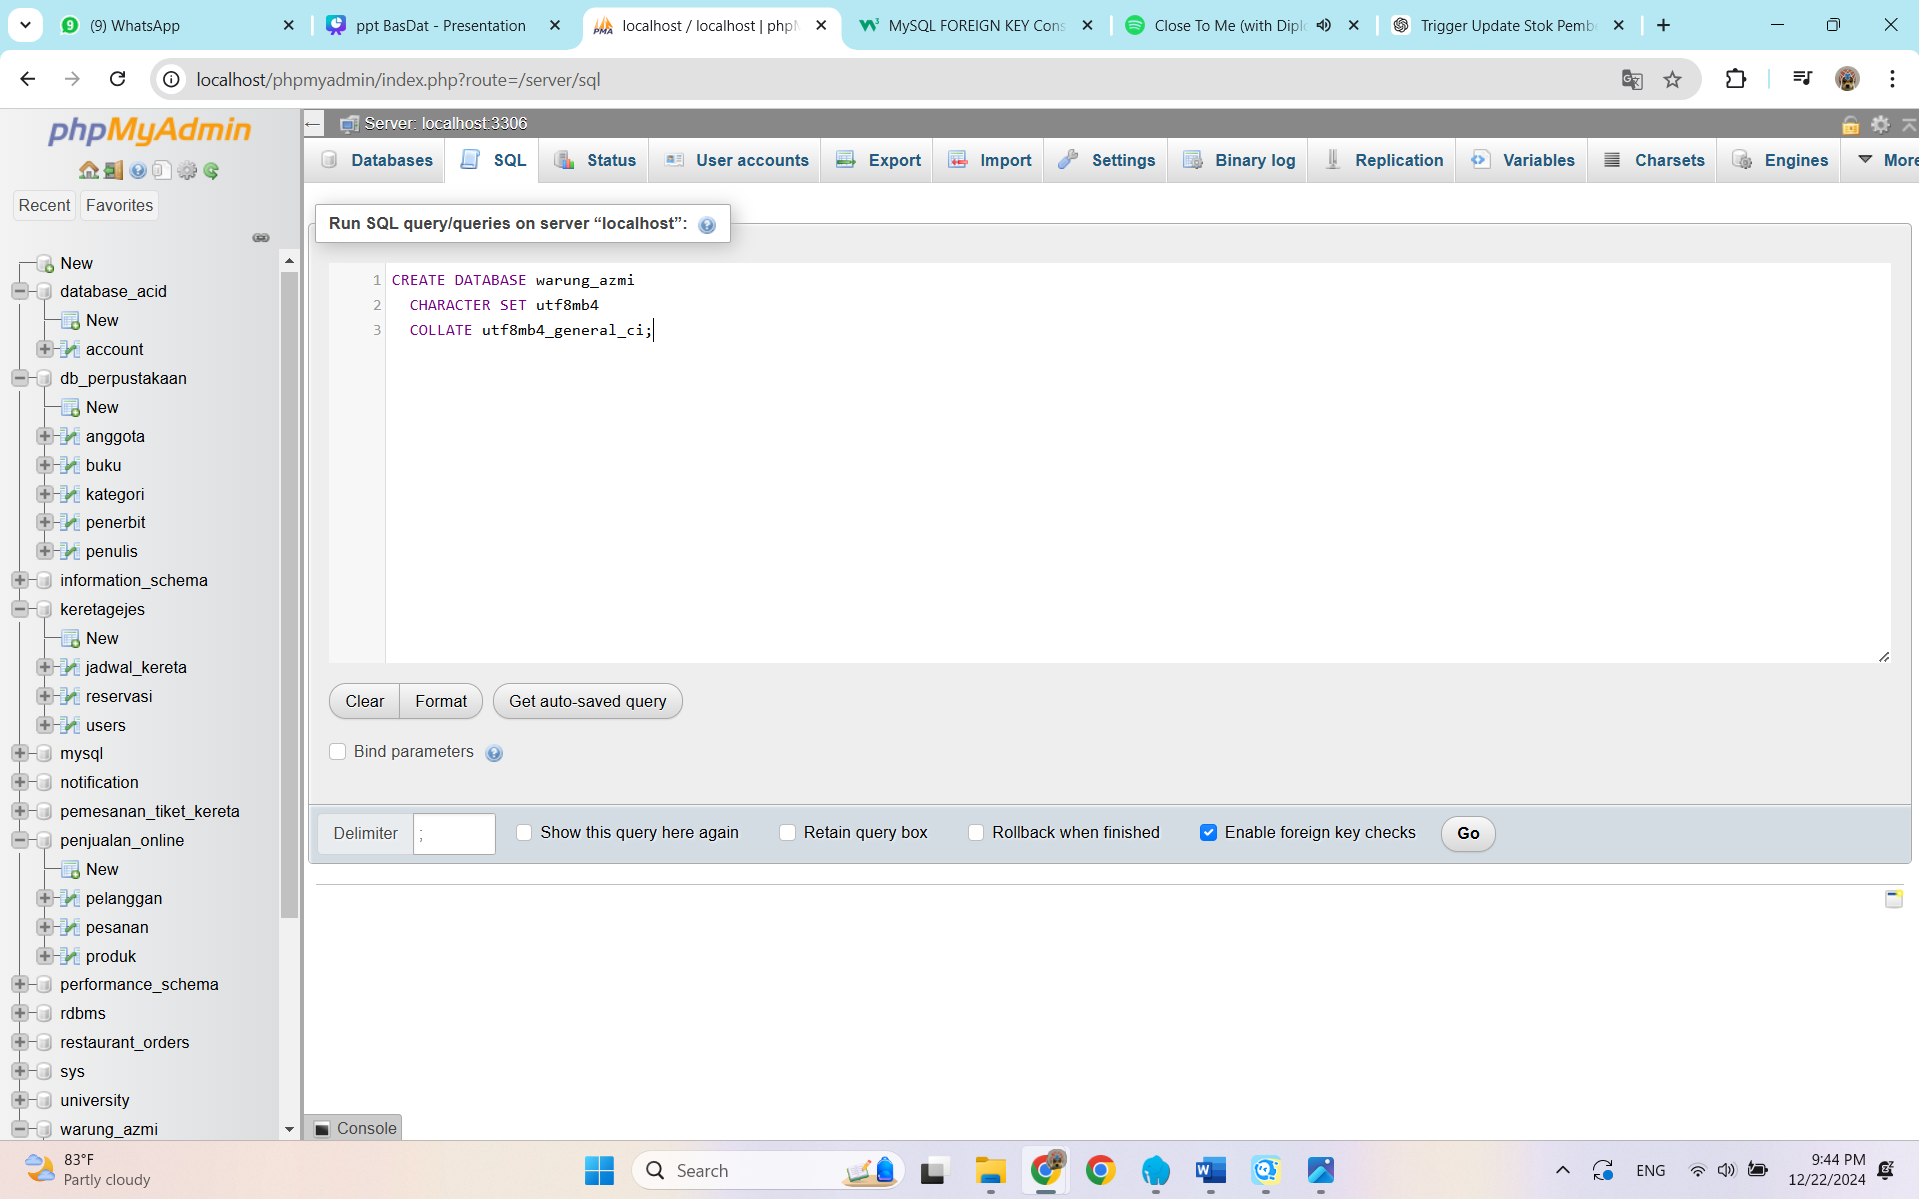 (9) WhatsApp
ppt BasDat - Presentation
localhost / localhost | phpM
MySQL FOREIGN KEY Cons
Close To Me (with Diplo
Trigger Update Stok Pembe
localhost/phpmyadmin/index.php?route=/server/sql
phpMyAdmin
Server: localhost:3306
Databases SQL Status User accounts Export Import Settings Binary log Replication Variables Charsets Engines More
Recent Favorites
Run SQL query/queries on server “localhost”:
1 CREATE DATABASE warung_azmi
2 CHARACTER SET utf8mb4
3 COLLATE utf8mb4_general_ci;
New
database_acid
New
account
db_perpustakaan
New
anggota
buku
kategori
penerbit
penulis
information_schema
keretagejes
New
jadwal_kereta
reservasi
users
mysql
notification
pemesanan_tiket_kereta
penjualan_online
New
pelanggan
pesanan
produk
performance_schema
rdbms
restaurant_orders
sys
university
warung_azmi
Clear Format Get auto-saved query
Bind parameters
Delimiter ; Show this query here again Retain query box Rollback when finished Enable foreign key checks Go
Console
83°F
Partly cloudy
Search
ENG
9:44 PM
12/22/2024